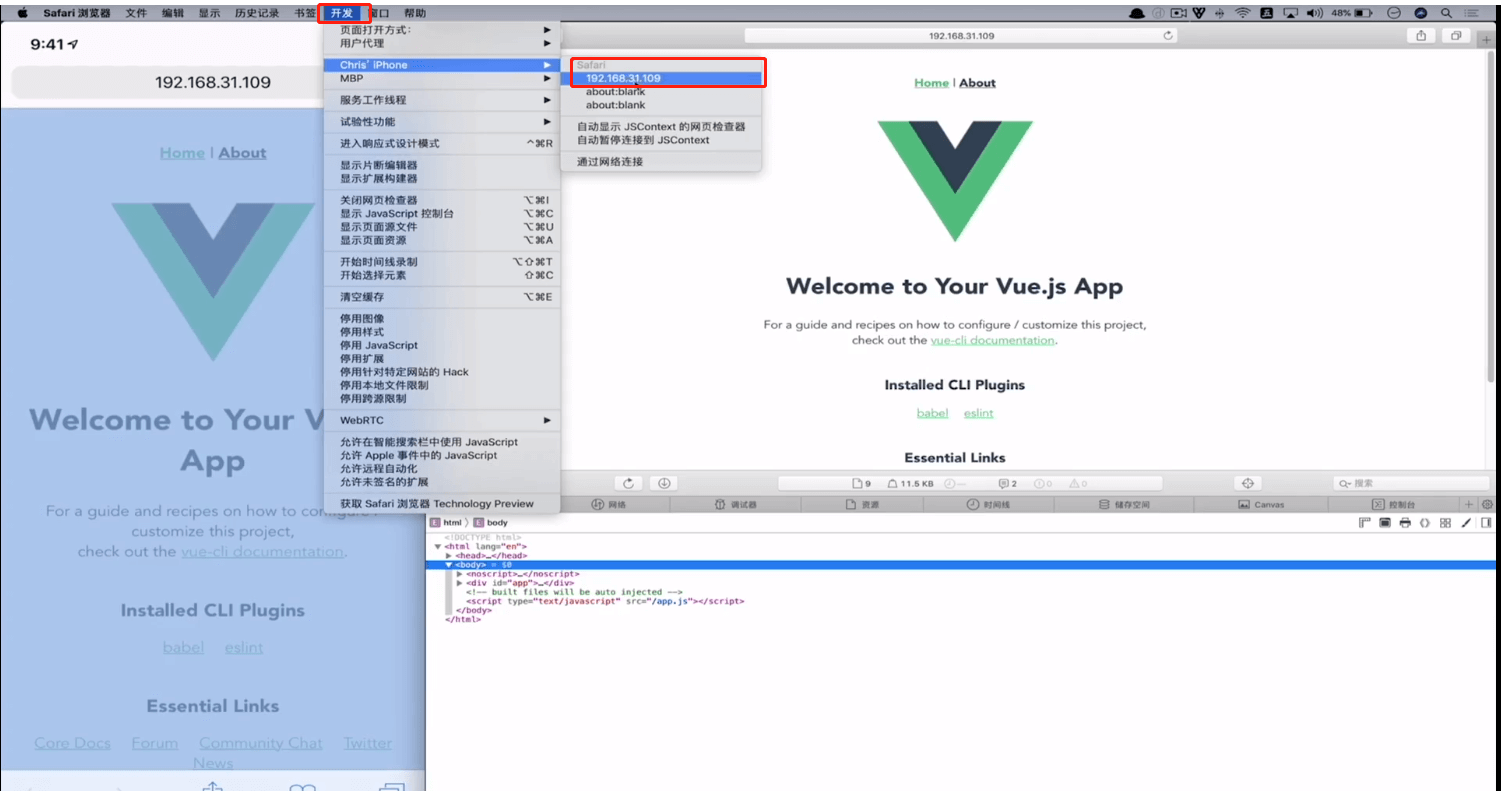 Safari 浏览器 文件 编辑 显示 历史记录 书签 开发 窗口 帮助
48%
9:41
192.168.31.109
Home | About
Welcome to Your V
App
For a guide and recipes on how to
customize this project,
check out the vue-cli documentation.
Installed CLI Plugins
babel eslint
Essential Links
Core Docs Forum Community Chat Twitter
News
页面打开方式:
用户代理
Chris' iPhone
MBP
服务工作线程
试验性功能
进入响应式设计模式 ^⌘R
显示片断编辑器
显示扩展构建器
关闭网页检查器 ⌥⌘I
显示 JavaScript 控制台 ⌥⌘C
显示页面源文件 ⌥⌘U
显示页面资源 ⌥⌘A
开始时间线录制 ⌥⇧⌘T
开始选择元素 ⇧⌘C
清空缓存 ⌥⌘E
停用图像
停用样式
停用 JavaScript
停用扩展
停用针对特定网站的 Hack
停用本地文件限制
停用跨源限制
WebRTC
允许在智能搜索栏中使用 JavaScript
允许 Apple 事件中的 JavaScript
允许远程自动化
允许未签名的扩展
获取 Safari 浏览器 Technology Preview
Safari
192.168.31.109
about:blank
about:blank
自动显示 JSContext 的网页检查器
自动暂停连接到 JSContext
通过网络连接
192.168.31.109
Home | About
Welcome to Your Vue.js App
For a guide and recipes on how to configure / customize this project,
check out the vue-cli documentation.
Installed CLI Plugins
babel eslint
Essential Links
9 11.5 KB — 2 0 0 搜索
网络 调试器 资源 时间线 储存空间 Canvas 控制台
E html E body
<!DOCTYPE html>
<html lang="en">
<head>…</head>
<body> = $0
<noscript>…</noscript>
<div id="app">…</div>
<!-- built files will be auto injected -->
<script type="text/javascript" src="/app.js"></script>
</body>
</html>